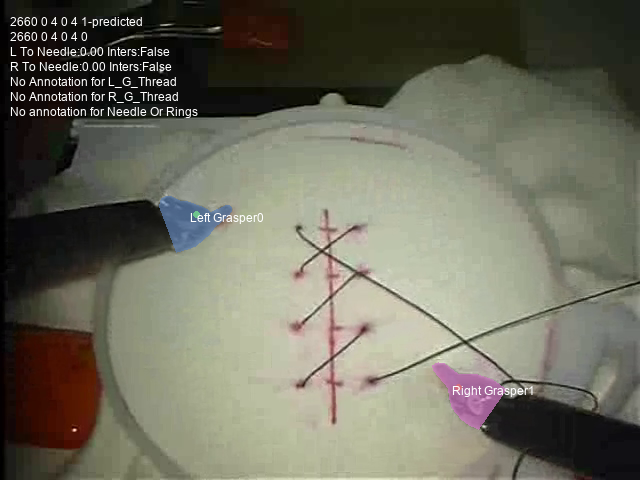 2660 0 4 0 4 1-predicted
2660 0 4 0 4 0
L To Needle:0.00 Inters:False
R To Needle:0.00 Inters:False
No Annotation for L_G_Thread
No Annotation for R_G_Thread
No annotation for Needle Or Rings
Left Grasper0
Right Grasper1